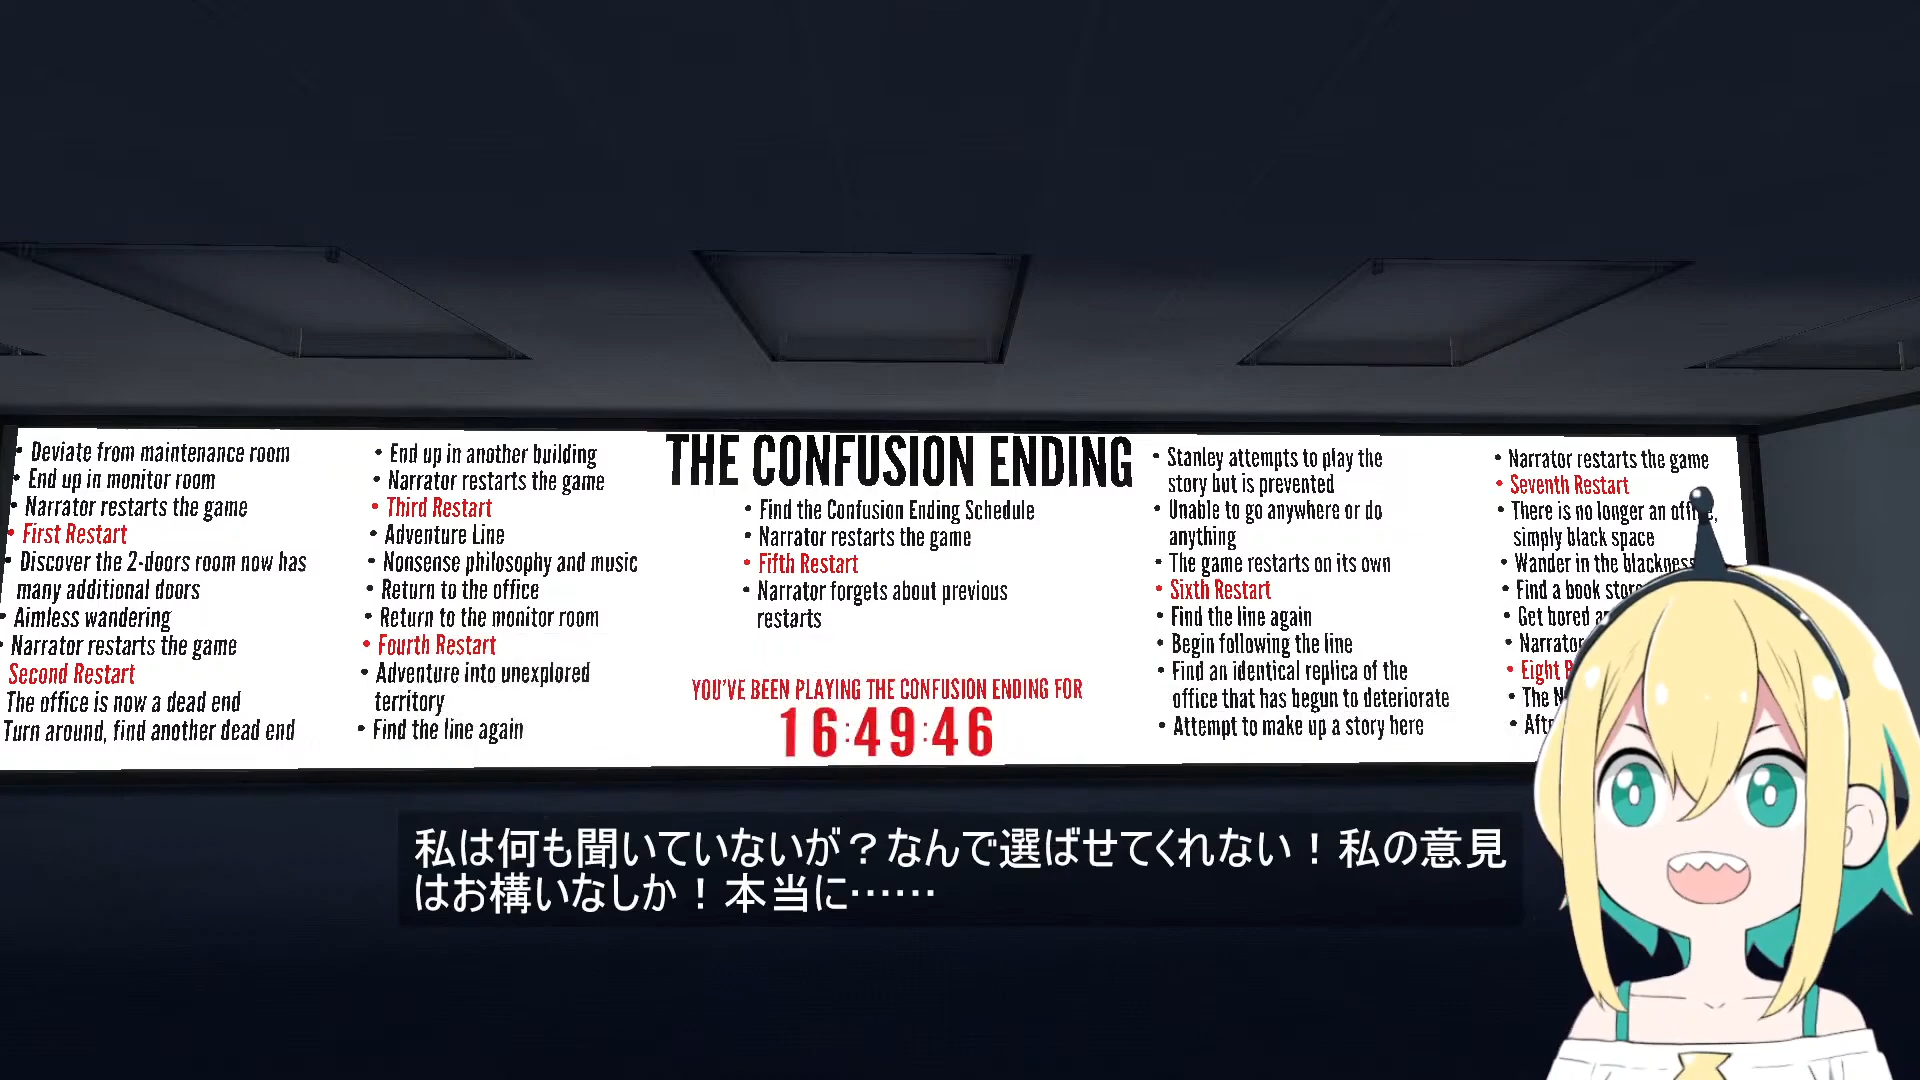 • Deviate from maintenance room
• End up in monitor room
• Narrator restarts the game
• First Restart
• Discover the 2-doors room now has
many additional doors
• Aimless wandering
• Narrator restarts the game
Second Restart
The office is now a dead end
Turn around, find another dead end
• End up in another building
• Narrator restarts the game
• Third Restart
• Adventure Line
• Nonsense philosophy and music
• Return to the office
• Return to the monitor room
• Fourth Restart
• Adventure into unexplored
territory
• Find the line again
THE CONFUSION ENDING
• Find the Confusion Ending Schedule
• Narrator restarts the game
• Fifth Restart
• Narrator forgets about previous
restarts
YOU'VE BEEN PLAYING THE CONFUSION ENDING FOR
16:49:46
• Stanley attempts to play the
story but is prevented
• Unable to go anywhere or do
anything
• The game restarts on its own
• Sixth Restart
• Find the line again
• Begin following the line
• Find an identical replica of the
office that has begun to deteriorate
• Attempt to make up a story here
• Narrator restarts the game
• Seventh Restart
• There is no longer an
simply black space
• Wander in the blackness
• Find a book
• Get bored
• Narrator
• Eight
• The
•
私は何も聞いていないが？なんで選ばせてくれない！私の意見
はお構いなしか！本当に……